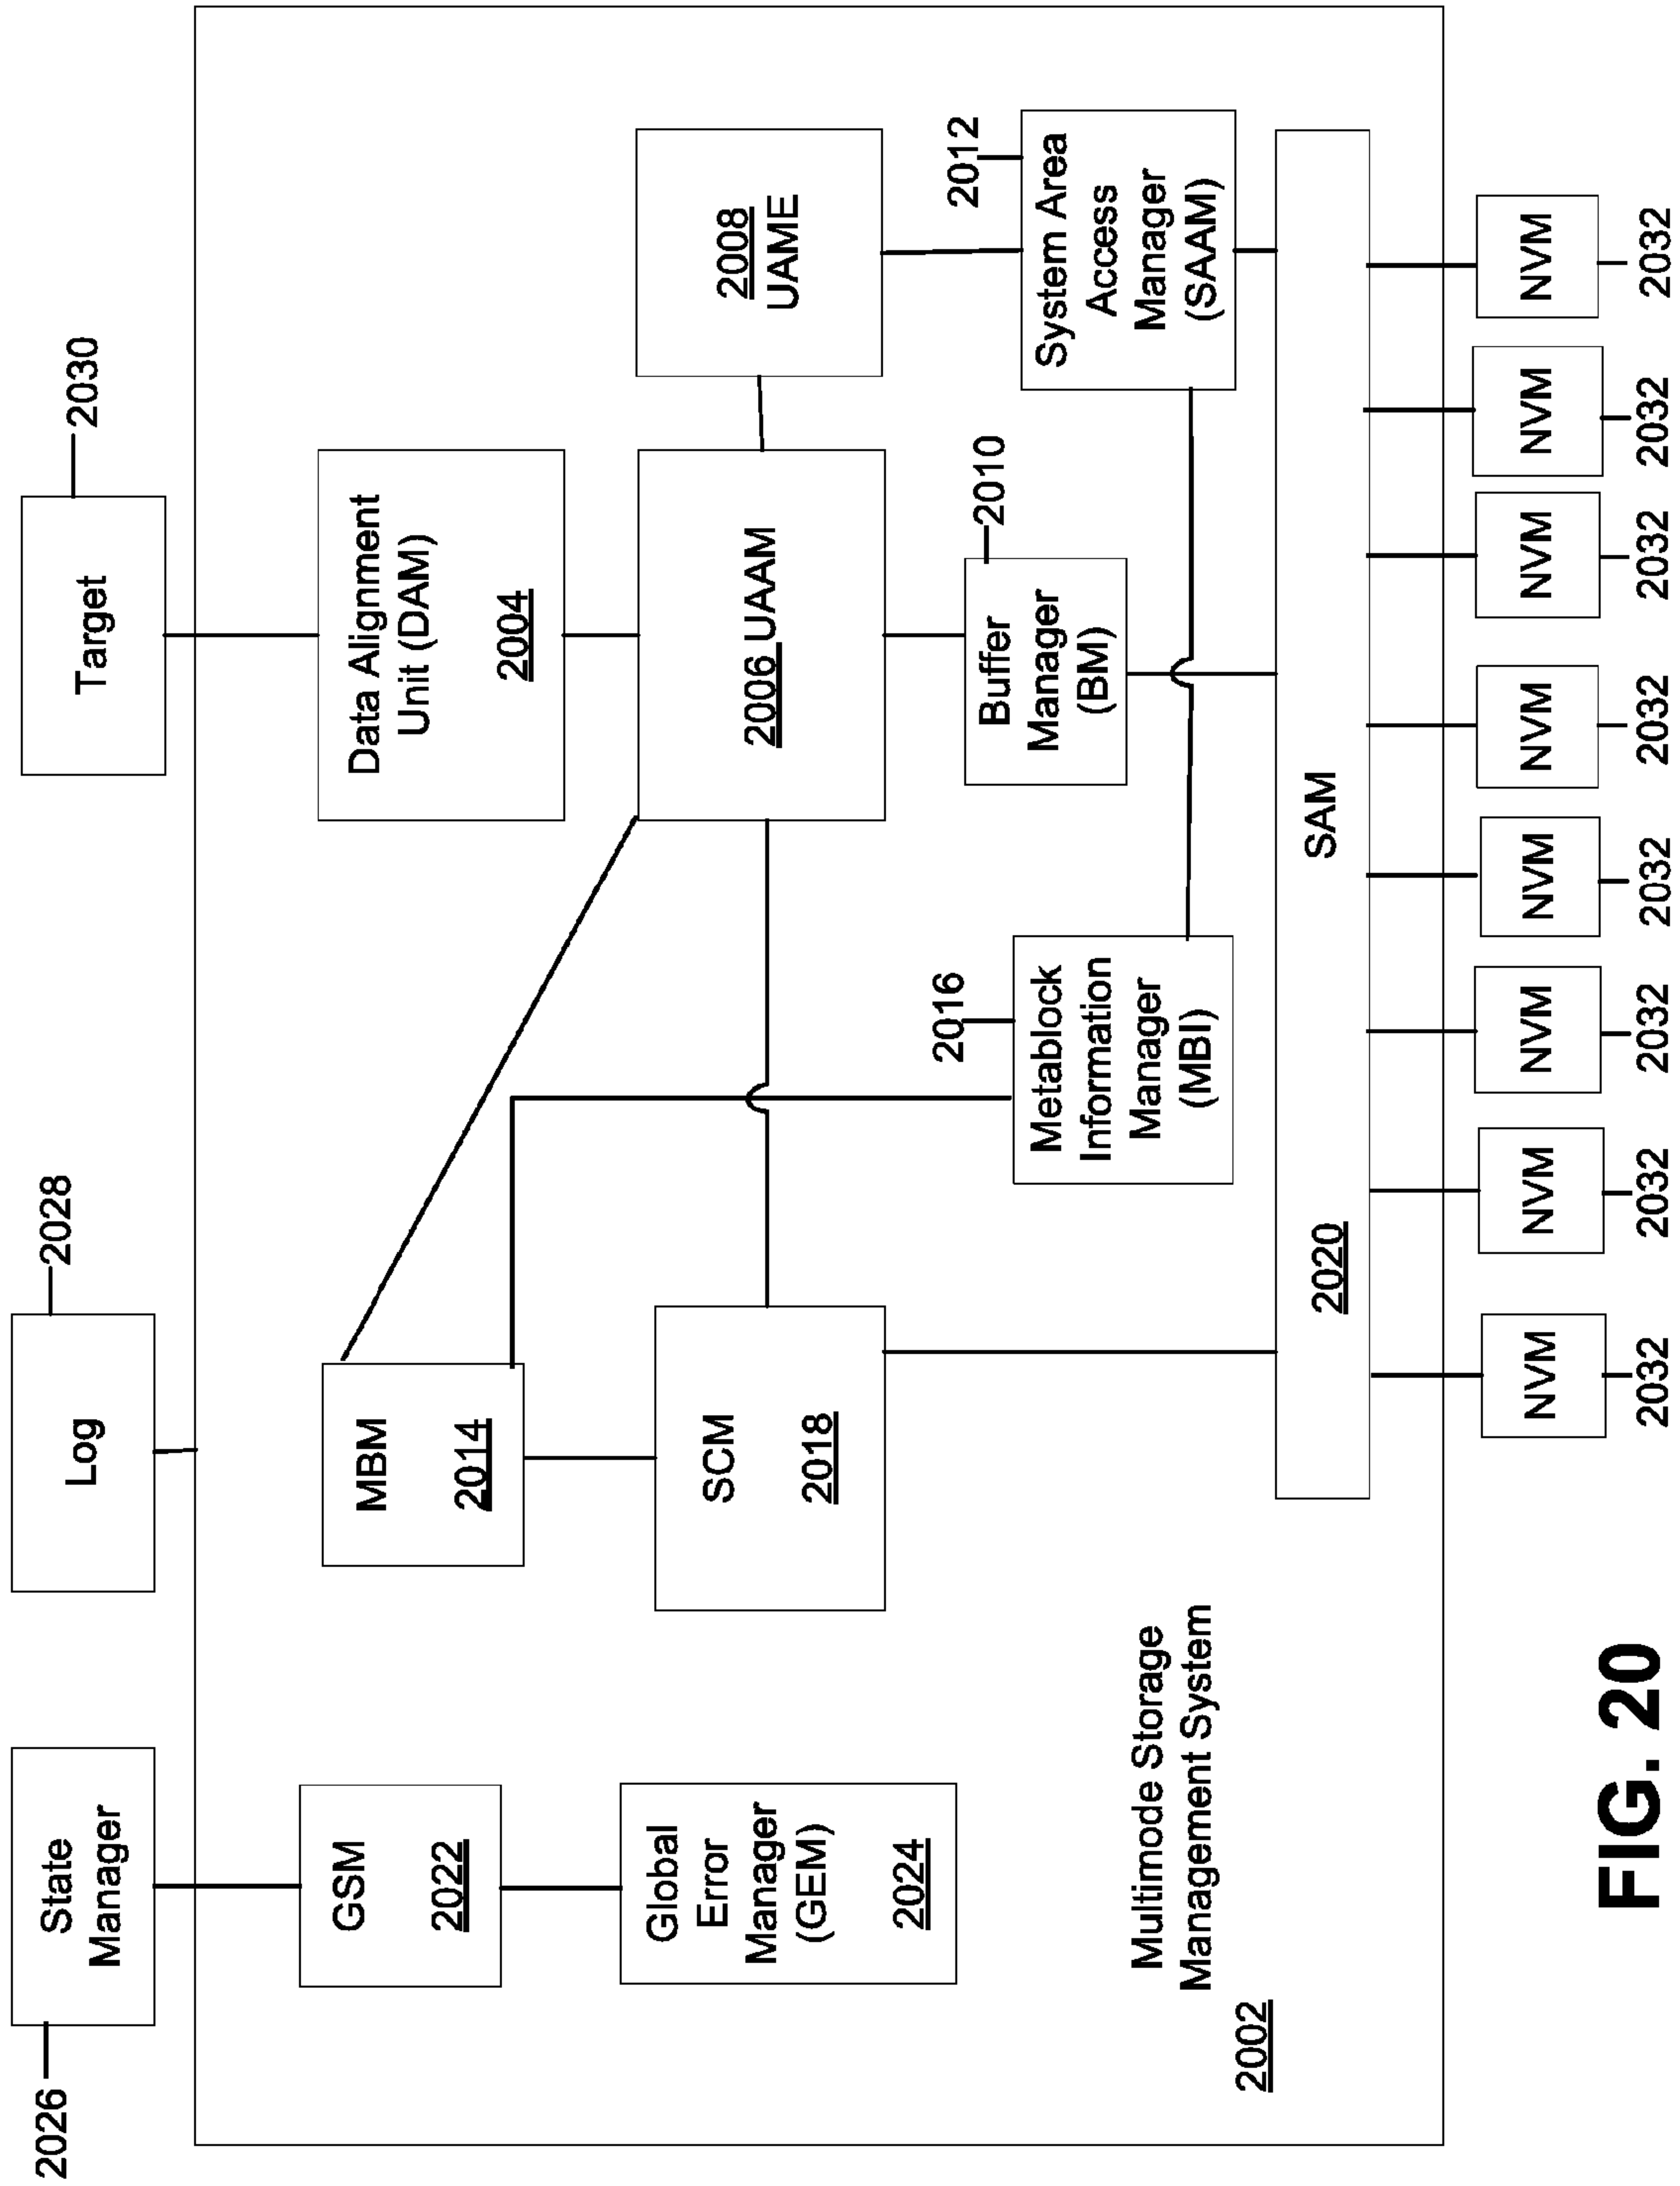 2026
State
Manager
Log
2028
Target
2030
GSM
2022
MBM
2014
Data Alignment
Unit (DAM)
2004
Global
Error
Manager
(GEM)
2024
SCM
2018
2006 UAAM
2008
UAME
2016
Metablock
Information
Manager
(MBI)
2010
Buffer
Manager
(BM)
2012
System Area
Access
Manager
(SAAM)
Multimode Storage
Management System
2002
2020
SAM
NVM
NVM
NVM
NVM
NVM
NVM
NVM
NVM
2032
2032
2032
2032
2032
2032
2032
2032
FIG. 20